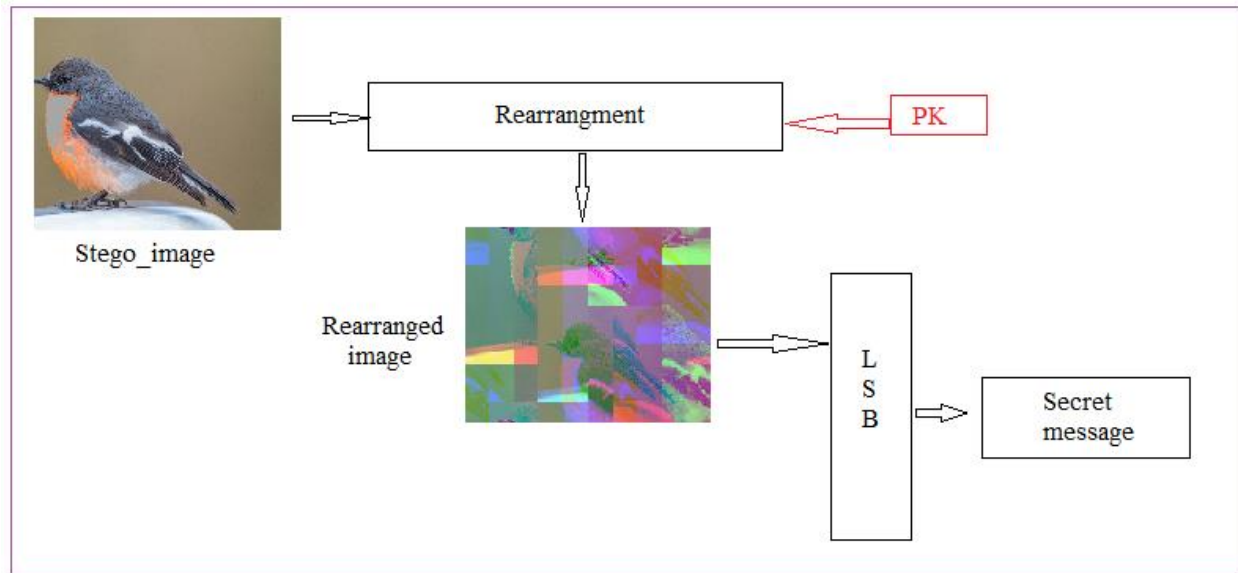 Rearrangment
PK
Stego_image
Rearranged
image
L
S
B
Secret
message